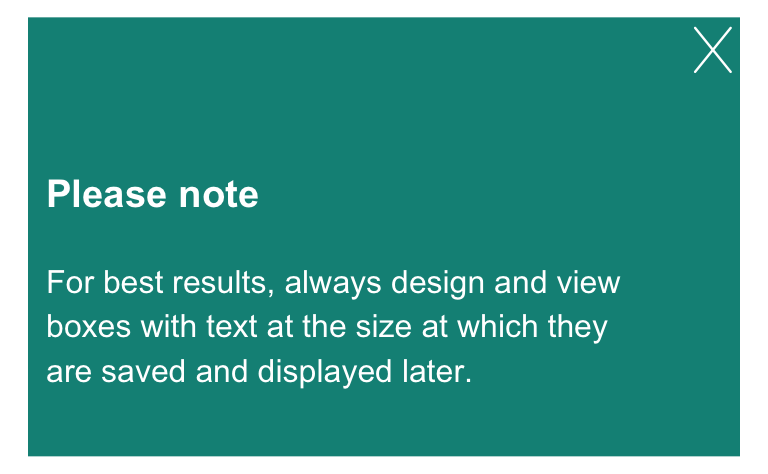 Please note
For best results, always design and view
boxes with text at the size at which they
are saved and displayed later.